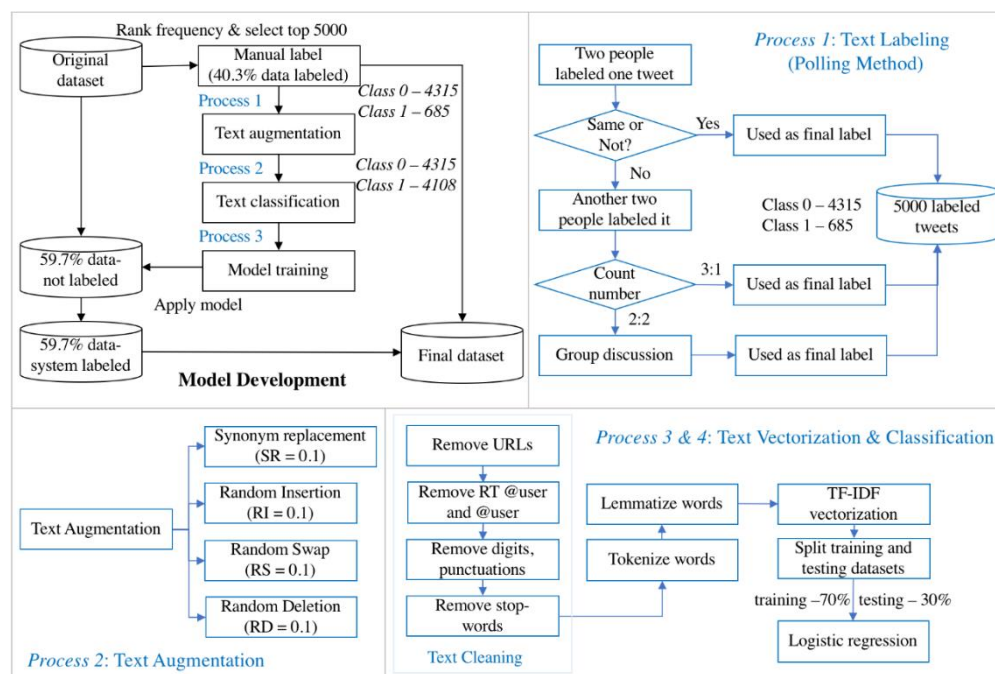 Rank frequency & select top 5000
Original
dataset
Manual label
(40.3% data labeled)
Class 0 – 4315
Class 1 – 685
Process 1
Text augmentation
Process 2
Class 0 – 4315
Class 1 – 4108
Text classification
Process 3
59.7% data-
not labeled
Model training
Apply model
59.7% data-
system labeled
Final dataset
Model Development
Process 1: Text Labeling
(Polling Method)
Two people
labeled one tweet
Same or
Not?
Yes
Used as final label
No
Another two
people labeled it
Class 0 – 4315
Class 1 – 685
5000 labeled
tweets
Count
number
3:1
Used as final label
2:2
Group discussion
Used as final label
Text Augmentation
Synonym replacement
(SR = 0.1)
Random Insertion
(RI = 0.1)
Random Swap
(RS = 0.1)
Random Deletion
(RD = 0.1)
Process 2: Text Augmentation
Process 3 & 4: Text Vectorization & Classification
Remove URLs
Remove RT @user
and @user
Remove digits,
punctuations
Remove stop-
words
Text Cleaning
Lemmatize words
Tokenize words
TF-IDF
vectorization
Split training and
testing datasets
training –70%
testing – 30%
Logistic regression